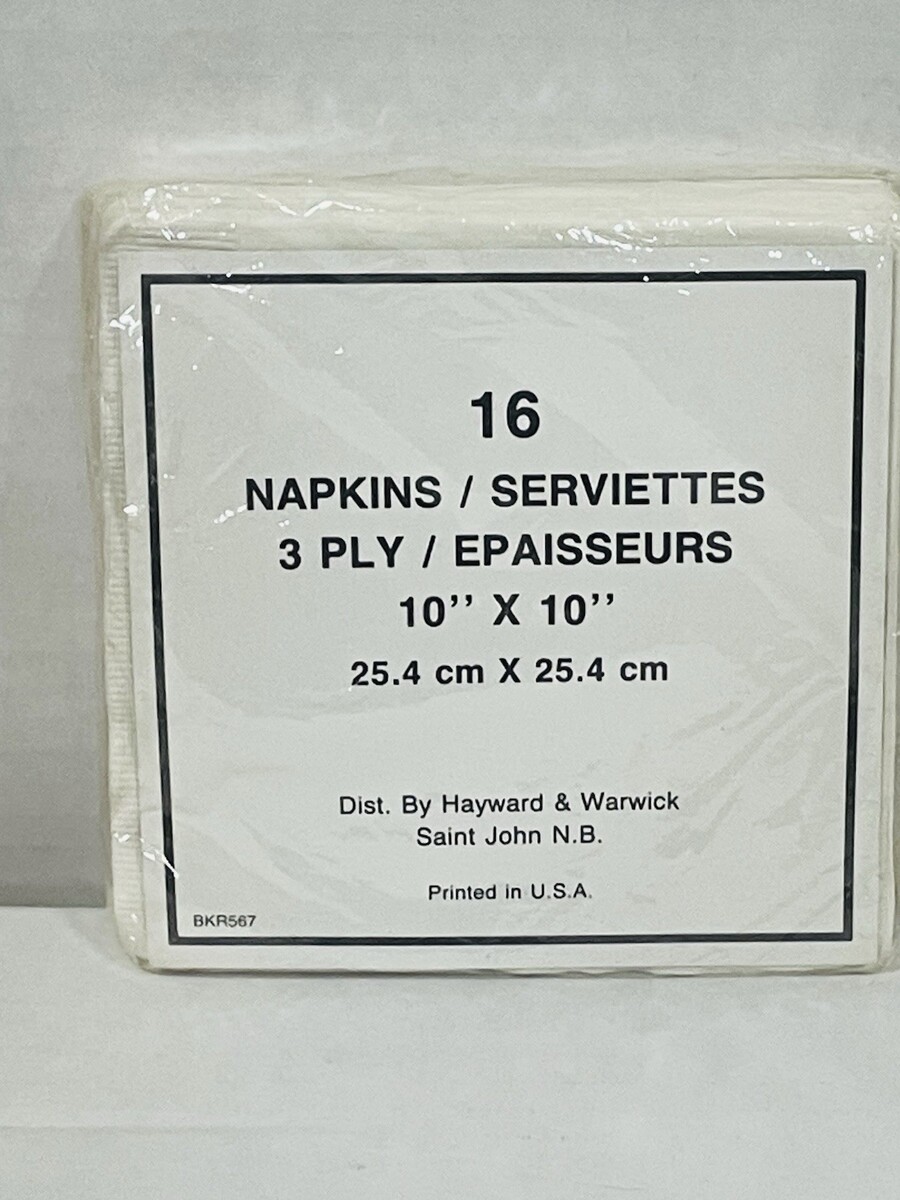 16
NAPKINS / SERVIETTES
3 PLY / EPAISSEURS
10’’ X 10’’
25.4 cm X 25.4 cm
Dist. By Hayward & Warwick
Saint John N.B.
Printed in U.S.A.
BKR567